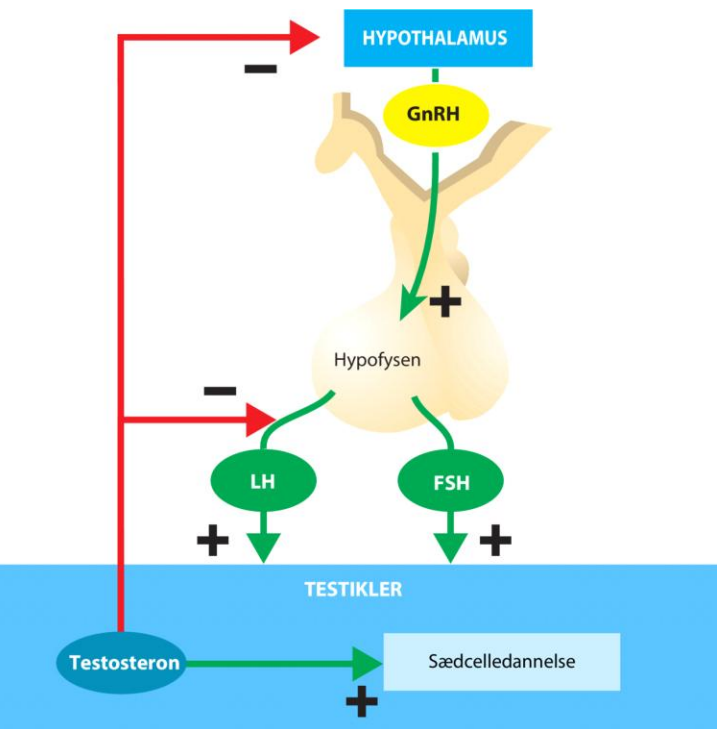 HYPOTHALAMUS
−
GnRH
+
Hypofysen
−
LH
FSH
+
+
TESTIKLER
Testosteron
Sædcelledannelse
+